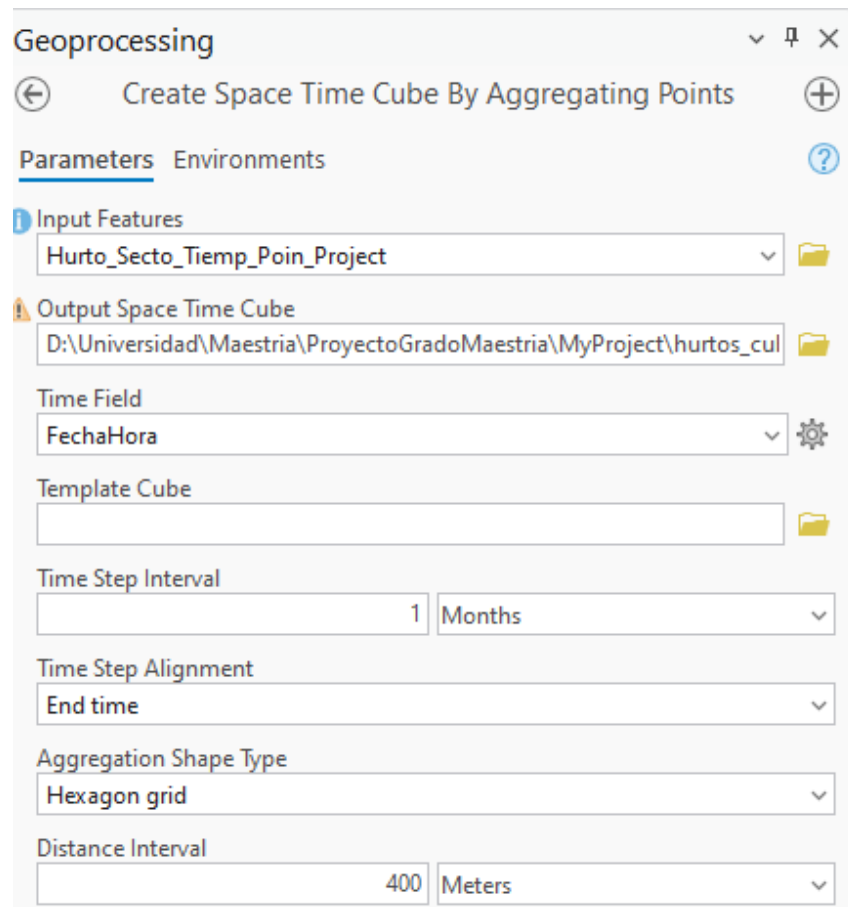 Geoprocessing
Create Space Time Cube By Aggregating Points
Parameters Environments
Input Features
Hurto_Secto_Tiemp_Poin_Project
Output Space Time Cube
D:\Universidad\Maestria\ProyectoGradoMaestria\MyProject\hurtos_cul
Time Field
FechaHora
Template Cube
Time Step Interval
1 Months
Time Step Alignment
End time
Aggregation Shape Type
Hexagon grid
Distance Interval
400 Meters